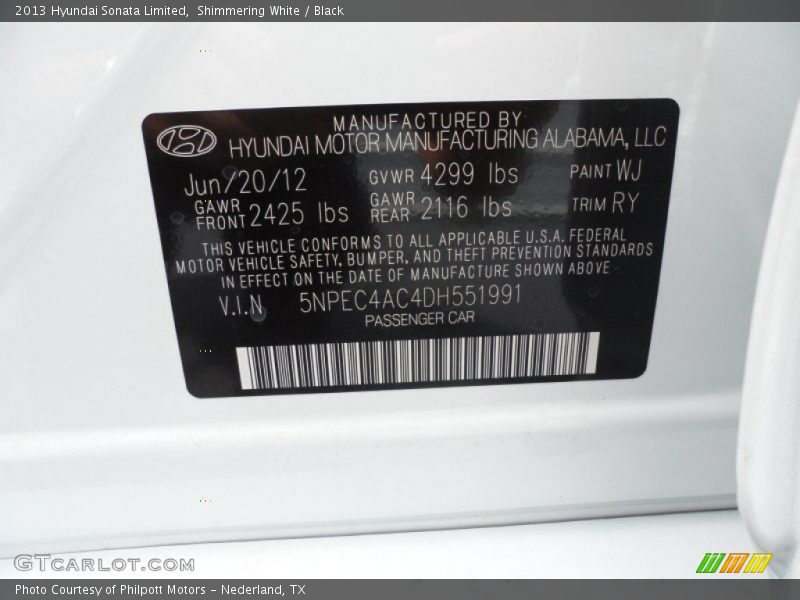 2013 Hyundai Sonata Limited, Shimmering White / Black
MANUFACTURED BY
HYUNDAI MOTOR MANUFACTURING ALABAMA, LLC
Jun/20/12 GVWR 4299 lbs PAINT WJ
GAWR FRONT 2425 lbs GAWR REAR 2116 lbs TRIM RY
THIS VEHICLE CONFORMS TO ALL APPLICABLE U.S.A. FEDERAL
MOTOR VEHICLE SAFETY, BUMPER, AND THEFT PREVENTION STANDARDS
IN EFFECT ON THE DATE OF MANUFACTURE SHOWN ABOVE
V.I.N 5NPEC4AC4DH551991
PASSENGER CAR
GTCARLOT.COM
Photo Courtesy of Philpott Motors - Nederland, TX